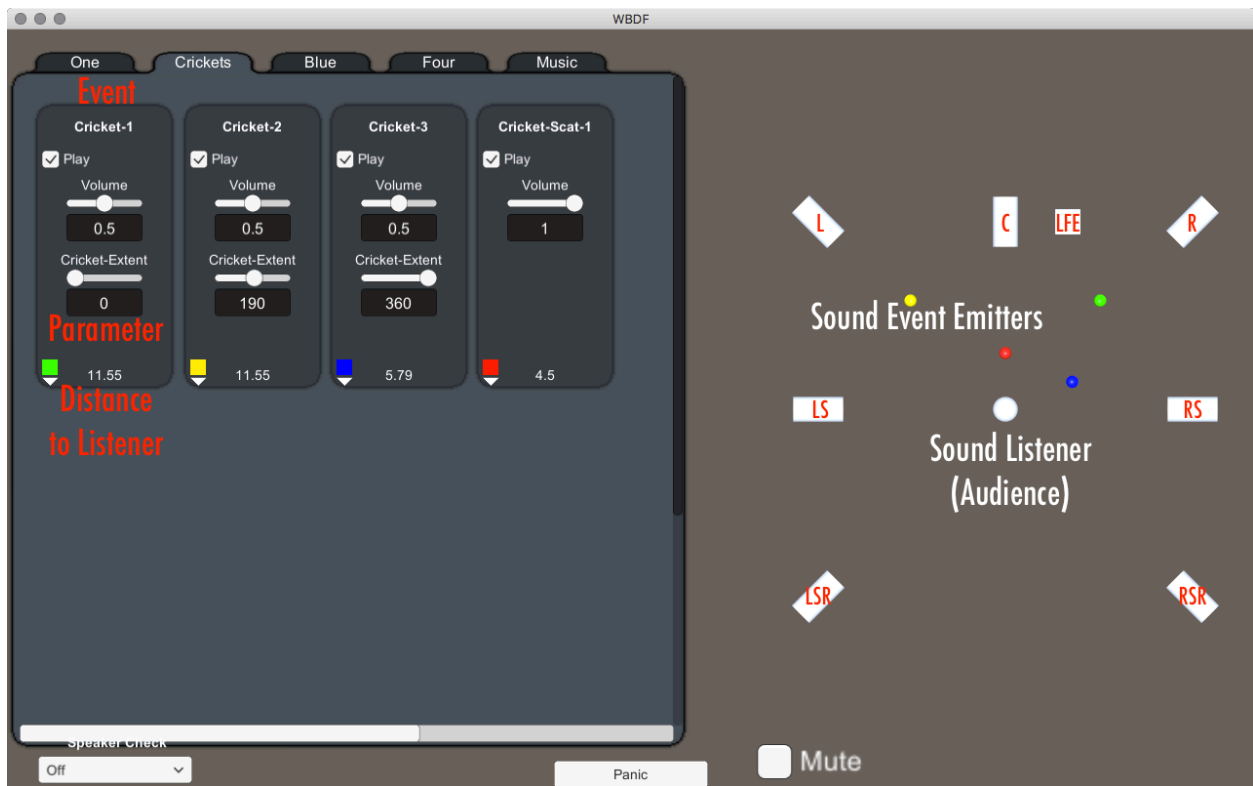 WBDF
One Crickets Blue Four Music
Event
Cricket-1 Cricket-2 Cricket-3 Cricket-Scat-1
Play Play Play Play
Volume Volume Volume Volume
0.5 0.5 0.5 1
Cricket-Extent Cricket-Extent Cricket-Extent
0 190 360
Parameter
11.55 11.55 5.79 4.5
Distance
to Listener
L C LFE R
Sound Event Emitters
LS RS
Sound Listener
(Audience)
LSR RSR
Speaker Check
Off
Panic
Mute